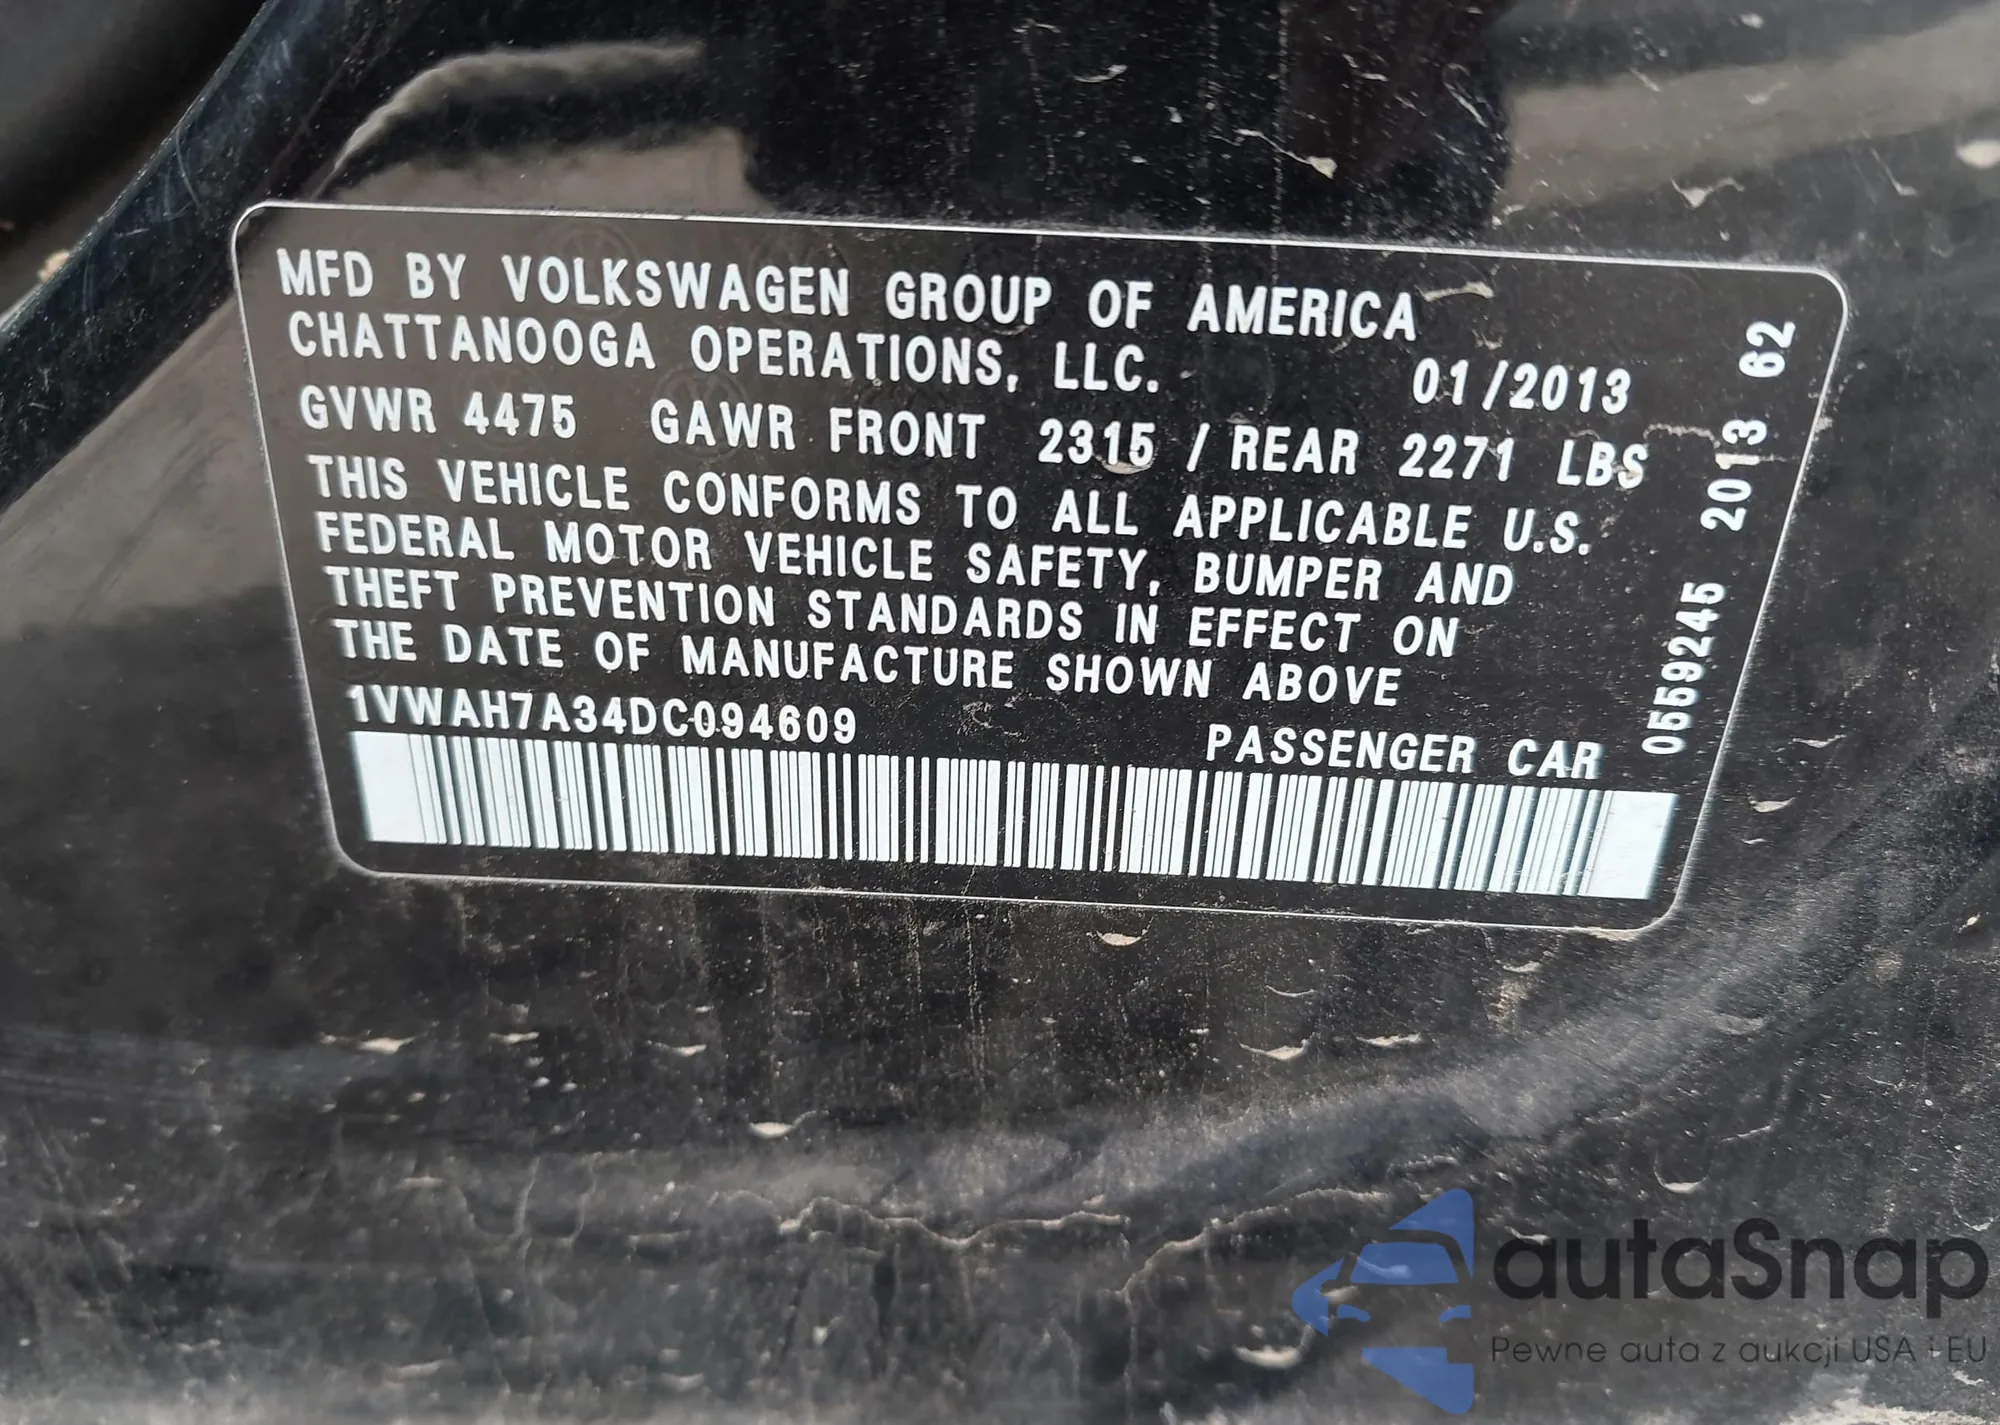 MFD BY VOLKSWAGEN GROUP OF AMERICA
CHATTANOOGA OPERATIONS, LLC.
01/2013
GVWR 4475 GAWR FRONT 2315 / REAR 2271 LBS
THIS VEHICLE CONFORMS TO ALL APPLICABLE U.S.
FEDERAL MOTOR VEHICLE SAFETY, BUMPER AND
THEFT PREVENTION STANDARDS IN EFFECT ON
THE DATE OF MANUFACTURE SHOWN ABOVE
1VWAH7A34DC094609
PASSENGER CAR
0559245 2013 62
autaSnap
Pewne auta z aukcji USA i EU